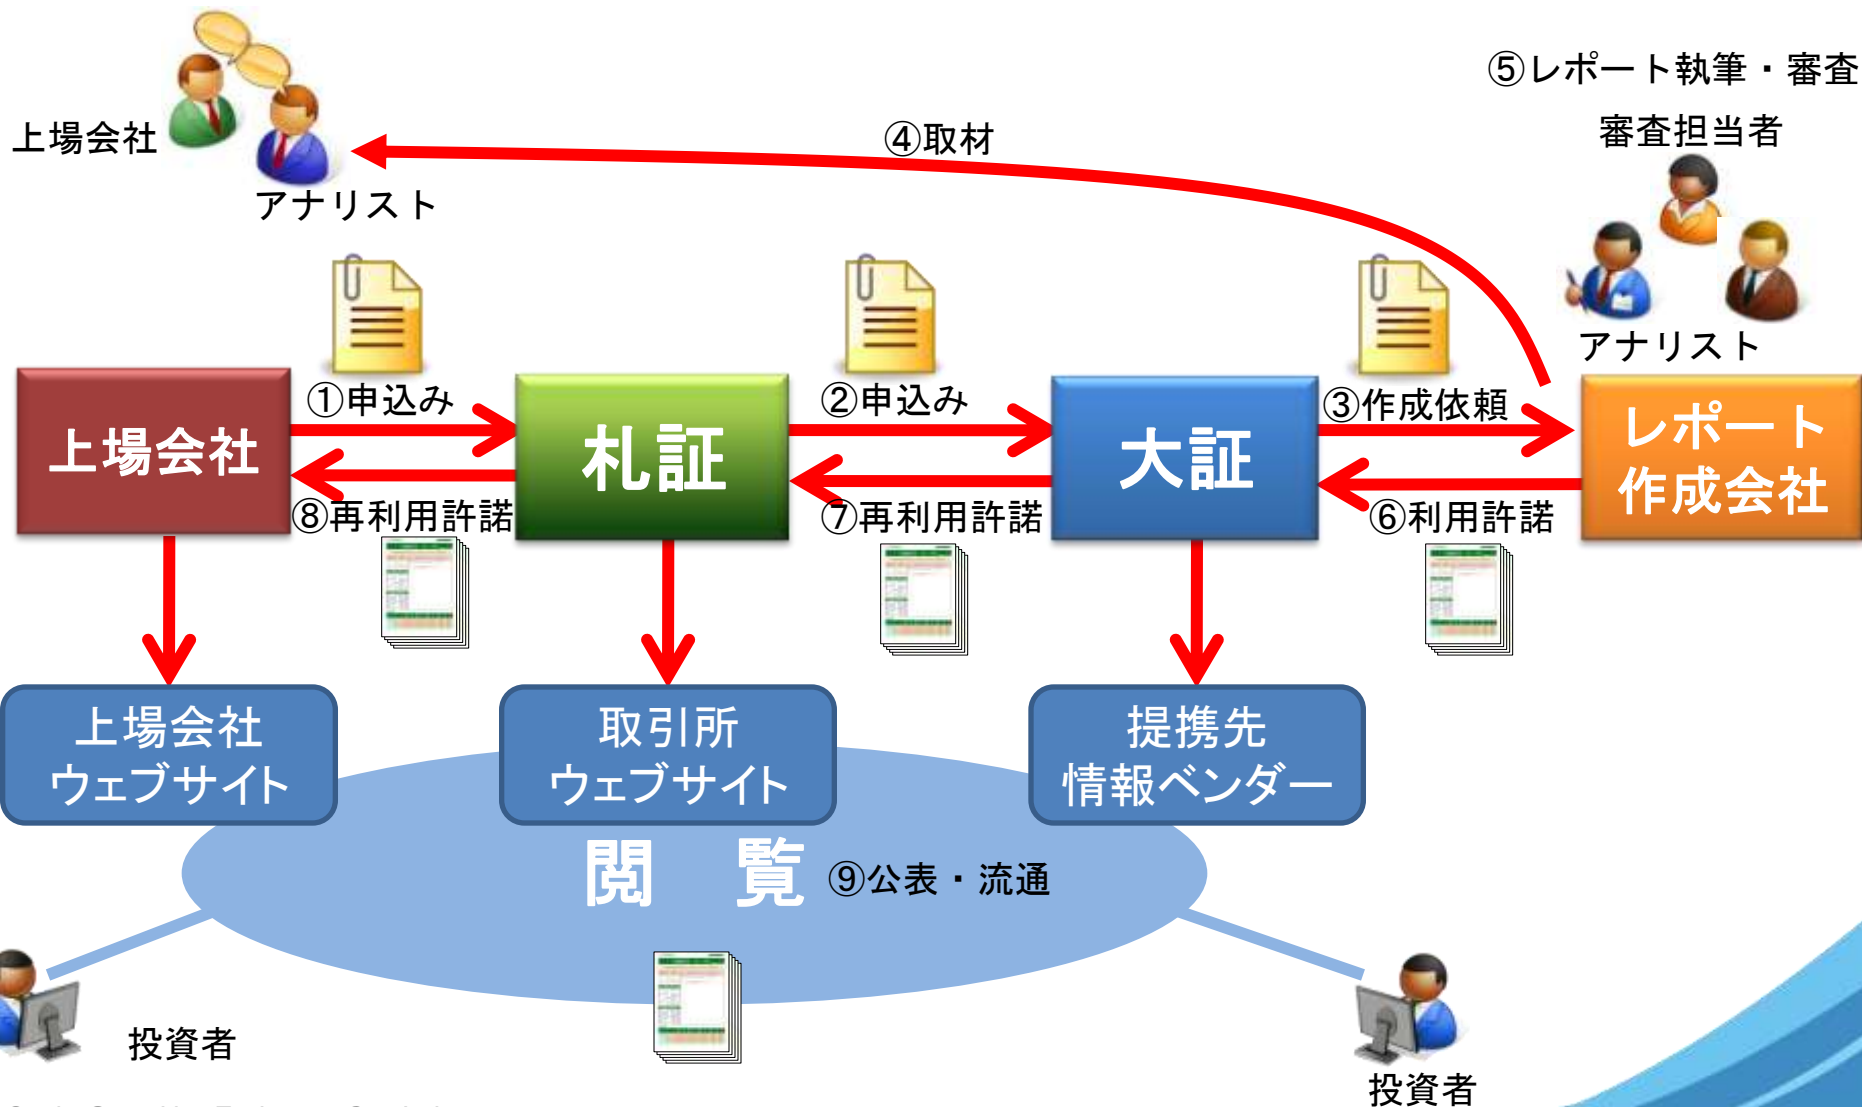 ⑤レポート執筆・審査
上場会社
④取材
審査担当者
アナリスト
アナリスト
①申込み
②申込み
③作成依頼
上場会社
札証
大証
レポート
作成会社
⑧再利用許諾
⑦再利用許諾
⑥利用許諾
上場会社
ウェブサイト
取引所
ウェブサイト
提携先
情報ベンダー
閲 覧
⑨公表・流通
投資者
投資者